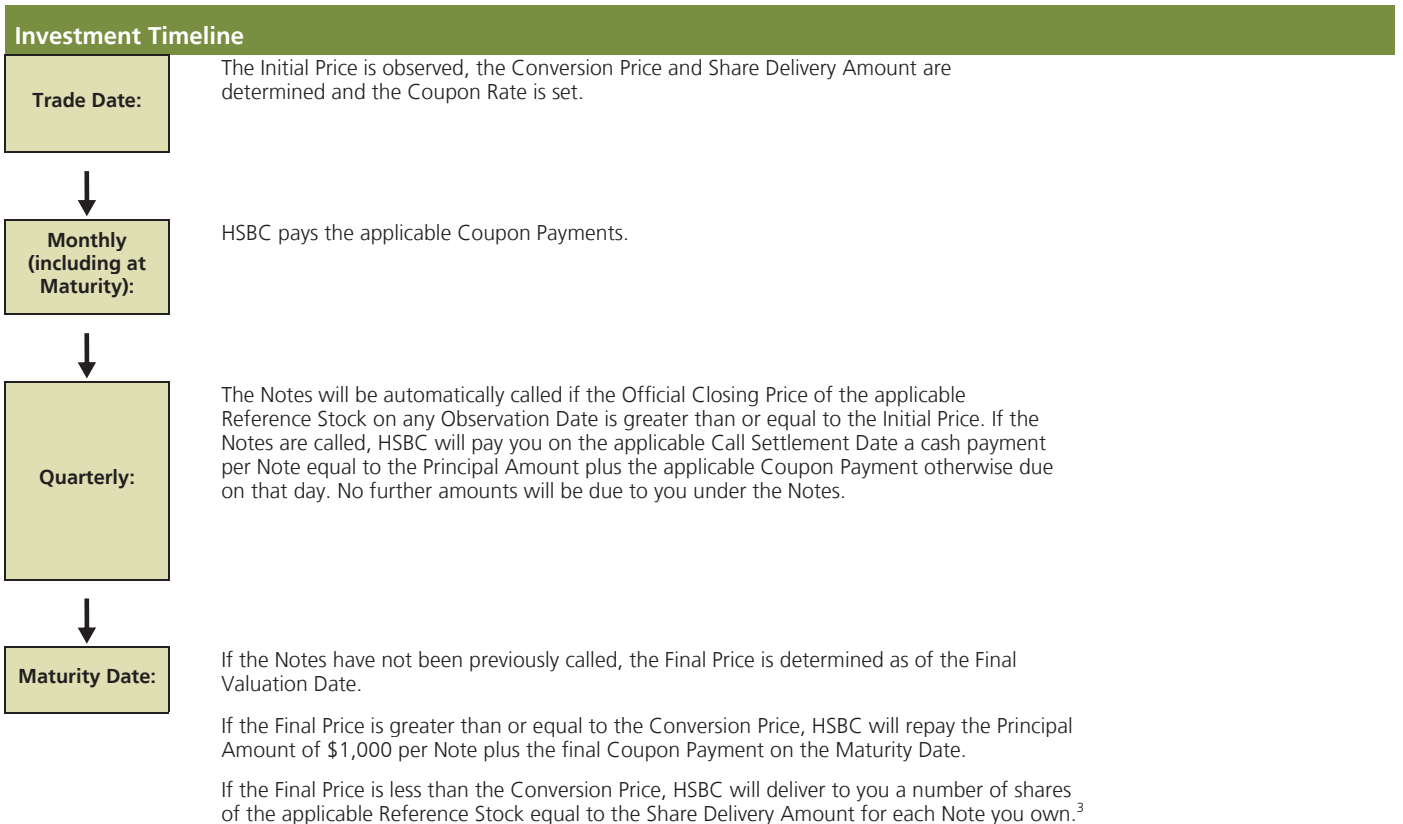 Investment Timeline
Trade Date:
The Initial Price is observed, the Conversion Price and Share Delivery Amount are
determined and the Coupon Rate is set.
Monthly
(including at
Maturity):
HSBC pays the applicable Coupon Payments.
Quarterly:
The Notes will be automatically called if the Official Closing Price of the applicable
Reference Stock on any Observation Date is greater than or equal to the Initial Price. If the
Notes are called, HSBC will pay you on the applicable Call Settlement Date a cash payment
per Note equal to the Principal Amount plus the applicable Coupon Payment otherwise due
on that day. No further amounts will be due to you under the Notes.
Maturity Date:
If the Notes have not been previously called, the Final Price is determined as of the Final
Valuation Date.
If the Final Price is greater than or equal to the Conversion Price, HSBC will repay the Principal
Amount of $1,000 per Note plus the final Coupon Payment on the Maturity Date.
If the Final Price is less than the Conversion Price, HSBC will deliver to you a number of shares
of the applicable Reference Stock equal to the Share Delivery Amount for each Note you own.³